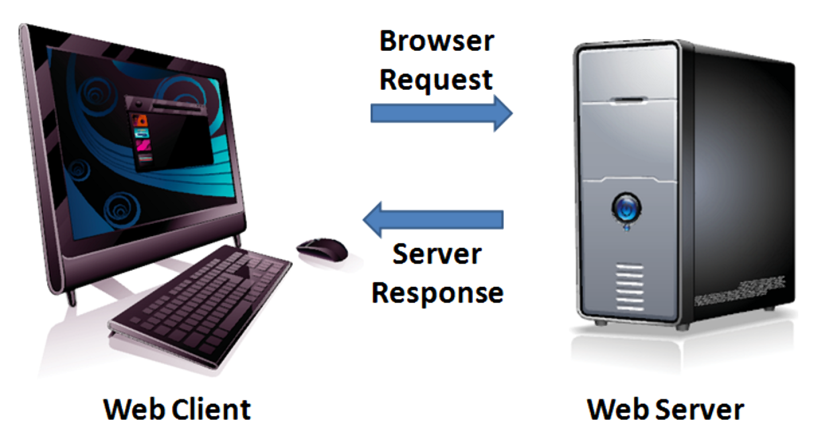 Browser
Request
Server
Response
Web Client
Web Server